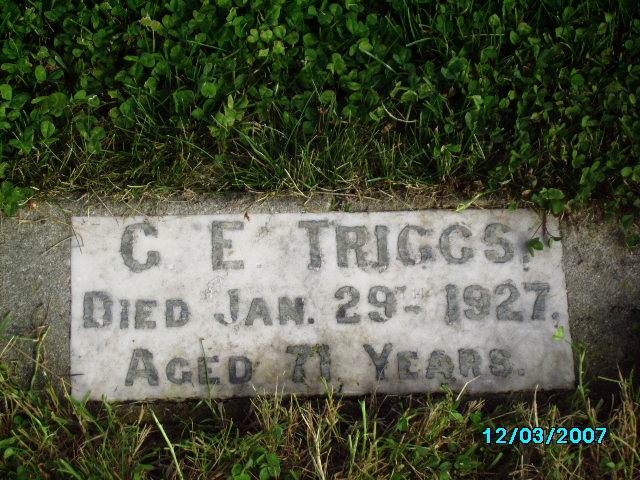 C E TRIGGS.
DIED JAN. 29TH 1927.
AGED 71 YEARS.
12/03/2007